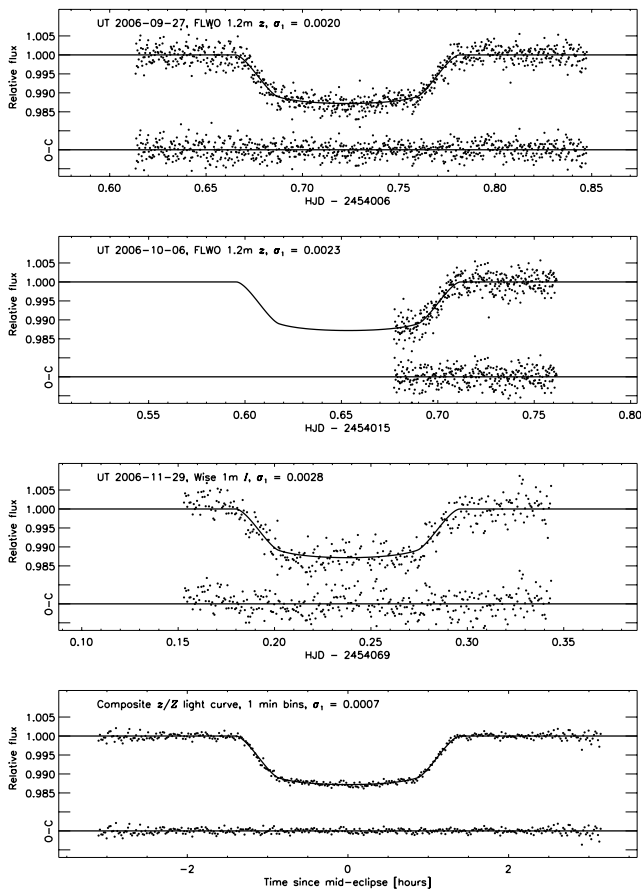 UT 2006-09-27, FLWO 1.2m z, σ₁ = 0.0020
1.005
1.000
0.995
0.990
0.985
Relative flux
O-C
0.60 0.65 0.70 0.75 0.80 0.85
HJD - 2454006
UT 2006-10-06, FLWO 1.2m z, σ₁ = 0.0023
1.005
1.000
0.995
0.990
0.985
Relative flux
O-C
0.55 0.60 0.65 0.70 0.75 0.80
HJD - 2454015
UT 2006-11-29, Wise 1m I, σ₁ = 0.0028
1.005
1.000
0.995
0.990
0.985
Relative flux
O-C
0.10 0.15 0.20 0.25 0.30 0.35
HJD - 2454069
Composite z/Z light curve, 1 min bins, σ₁ = 0.0007
1.005
1.000
0.995
0.990
0.985
Relative flux
O-C
-2 0 2
Time since mid-eclipse [hours]